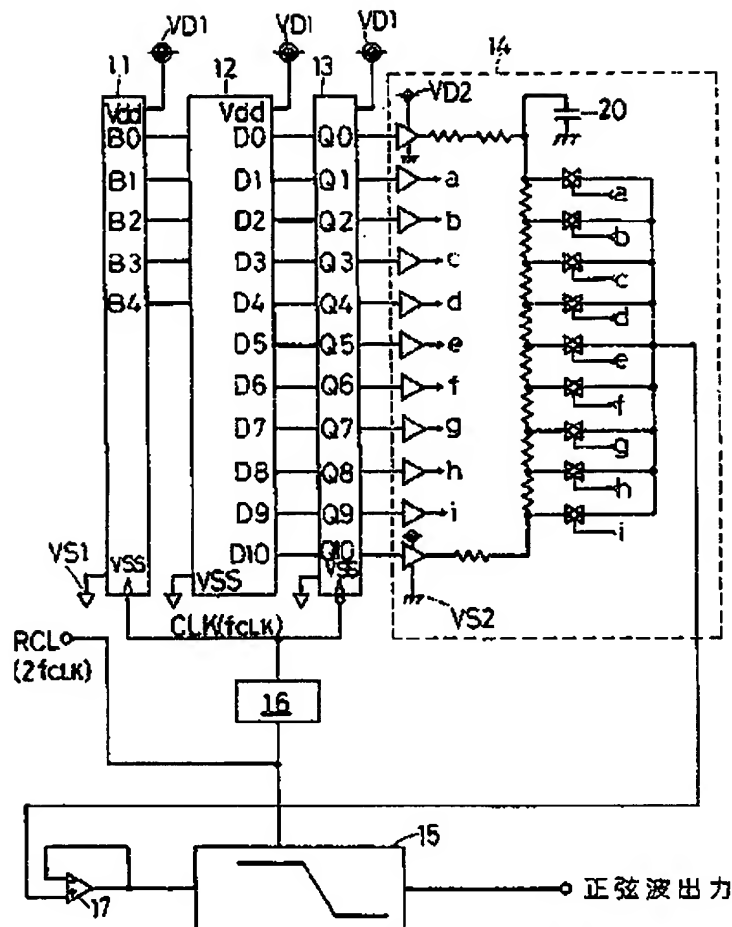 VD1 VD1 VD1
11 12 13 14
Vdd Vdd VD2
20
B0 D0 Q0
B1 D1 Q1 a a
B2 D2 Q2 b b
B3 D3 Q3 c c
B4 D4 Q4 d d
D5 Q5 e e
D6 Q6 f f
D7 Q7 g g
D8 Q8 h h
D9 Q9 i i
D10 Q10
VS1 VSS VSS VSS
VS2
CLK(fCLK)
RCL
(2fCLK)
16
15
17
正弦波出力